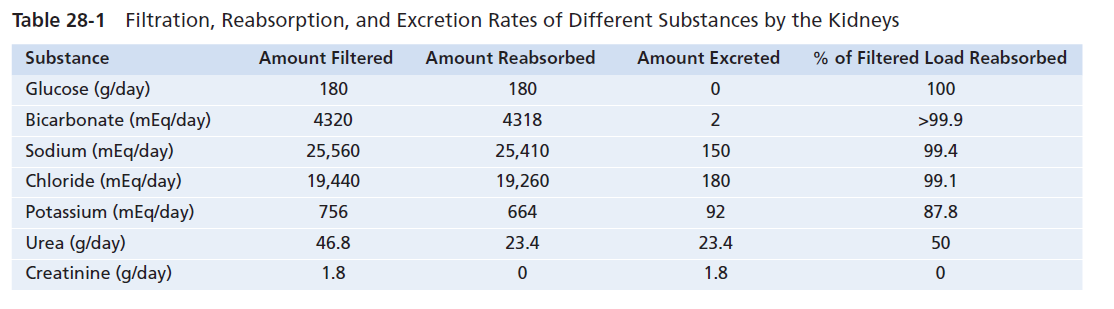 Table 28-1 Filtration, Reabsorption, and Excretion Rates of Different Substances by the Kidneys
Substance Amount Filtered Amount Reabsorbed Amount Excreted % of Filtered Load Reabsorbed
Glucose (g/day) 180 180 0 100
Bicarbonate (mEq/day) 4320 4318 2 >99.9
Sodium (mEq/day) 25,560 25,410 150 99.4
Chloride (mEq/day) 19,440 19,260 180 99.1
Potassium (mEq/day) 756 664 92 87.8
Urea (g/day) 46.8 23.4 23.4 50
Creatinine (g/day) 1.8 0 1.8 0